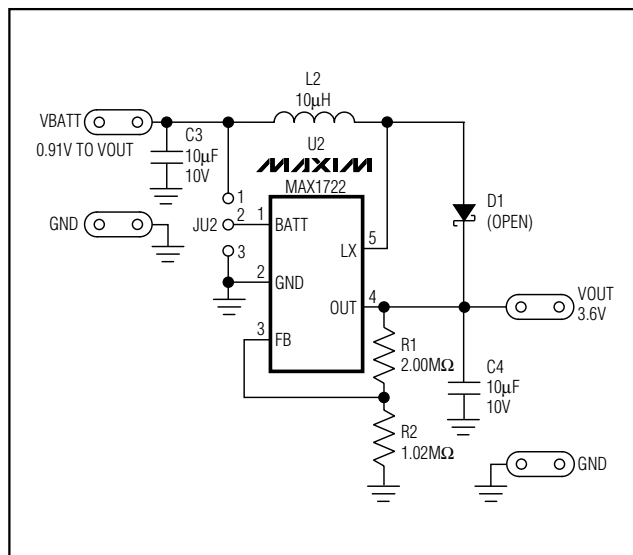 L2
10µH
VBATT
0.91V TO VOUT
C3
10µF
10V
U2
MAXIM
MAX1722
1
JU2 2
3
1 BATT
2 GND
3 FB
LX 5
OUT 4
D1
(OPEN)
GND
VOUT
3.6V
R1
2.00MΩ
C4
10µF
10V
R2
1.02MΩ
GND